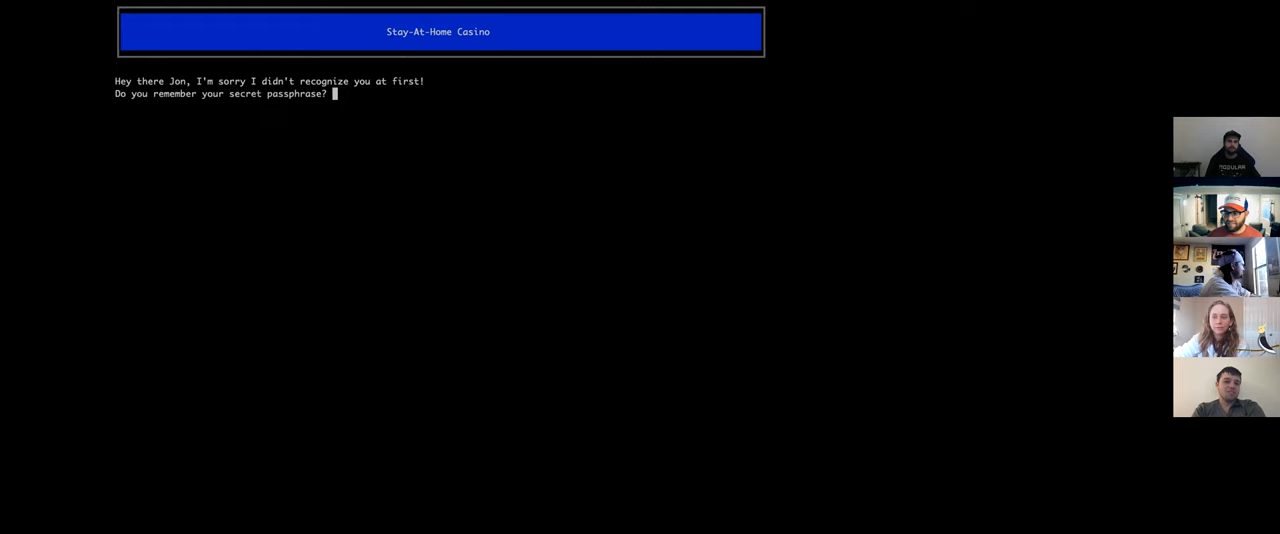 Stay-At-Home Casino
Hey there Jon, I'm sorry I didn't recognize you at first!
Do you remember your secret passphrase?
MODULAR